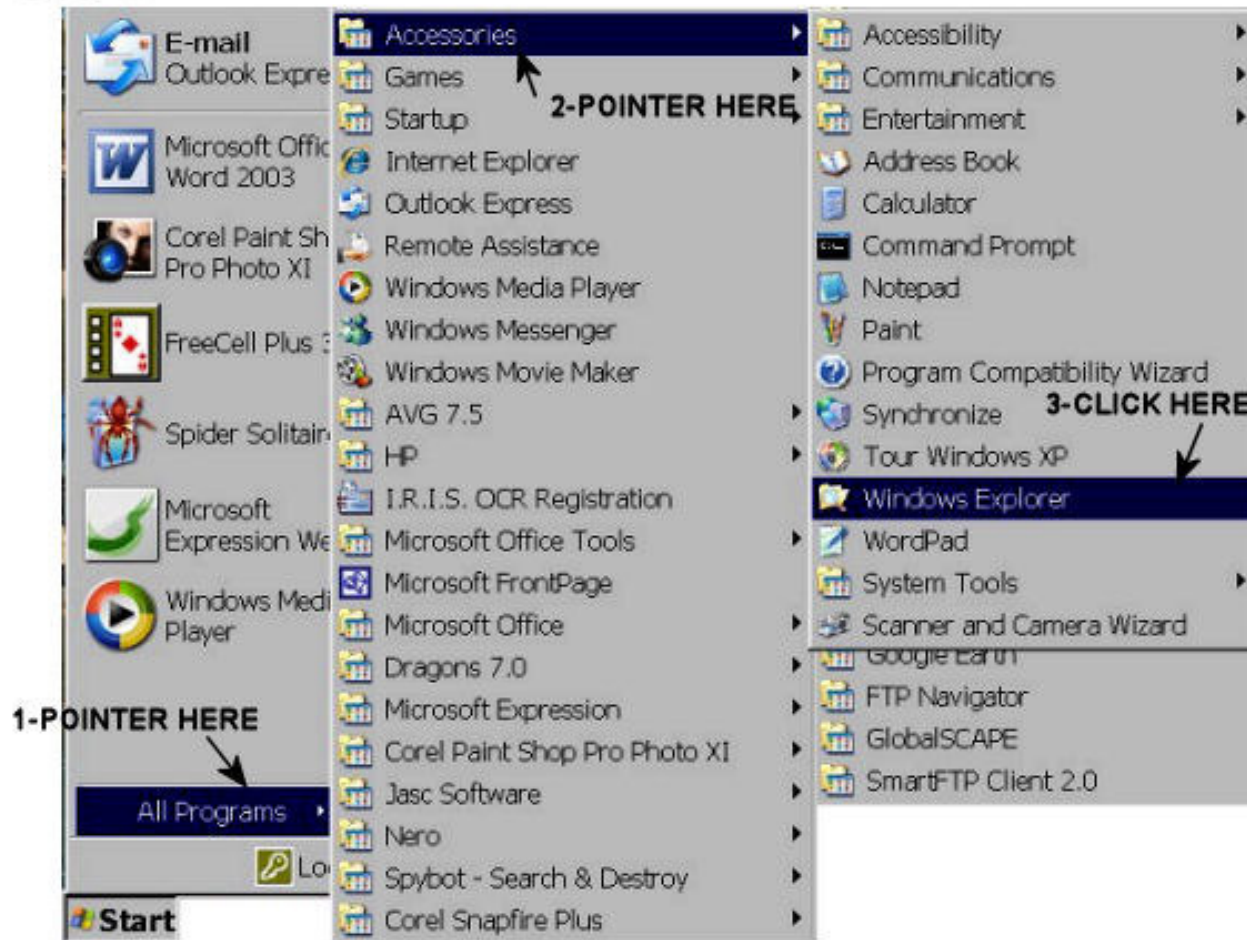 E-mail
Outlook Expre
Microsoft Offic
Word 2003
Corel Paint Sh
Pro Photo XI
FreeCell Plus 3
Spider Solitair
Microsoft
Expression We
Windows Medi
Player
1-POINTER HERE
All Programs
Lo
Start
Accessories
2-POINTER HERE
Games
Startup
Internet Explorer
Outlook Express
Remote Assistance
Windows Media Player
Windows Messenger
Windows Movie Maker
AVG 7.5
HP
I.R.I.S. OCR Registration
Microsoft Office Tools
Microsoft FrontPage
Microsoft Office
Dragons 7.0
Microsoft Expression
Corel Paint Shop Pro Photo XI
Jasc Software
Nero
Spybot - Search & Destroy
Corel Snapfire Plus
Accessibility
Communications
Entertainment
Address Book
Calculator
Command Prompt
Notepad
Paint
Program Compatibility Wizard
Synchronize
3-CLICK HERE
Tour Windows XP
Windows Explorer
WordPad
System Tools
Scanner and Camera Wizard
Google Earth
FTP Navigator
GlobalSCAPE
SmartFTP Client 2.0